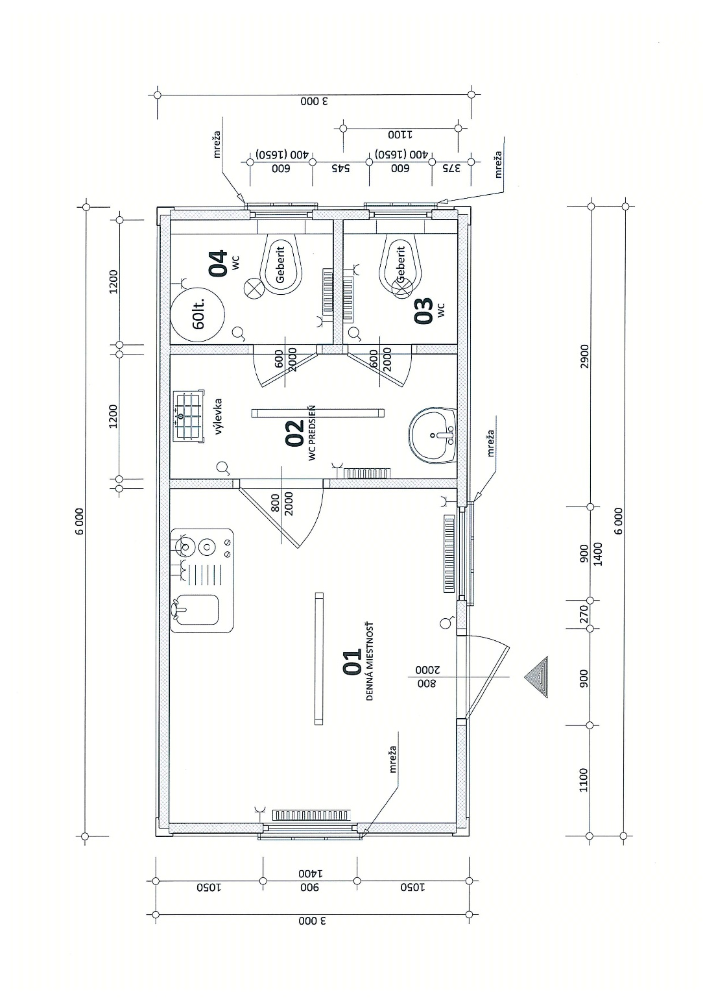 3 000
1100
mreža
400 (1650)
600
545
400 (1650)
600
375
mreža
04
WC
Geberit
60lt.
Geberit
03
WC
1200
1200
6 000
600
2000
600
2000
výlevka
02
WC PREDSIEŇ
mreža
800
2000
01
DENNÁ MIESTNOSŤ
800
2000
mreža
2900
900
1400
270
900
1100
6 000
1050
900
1400
1050
3 000